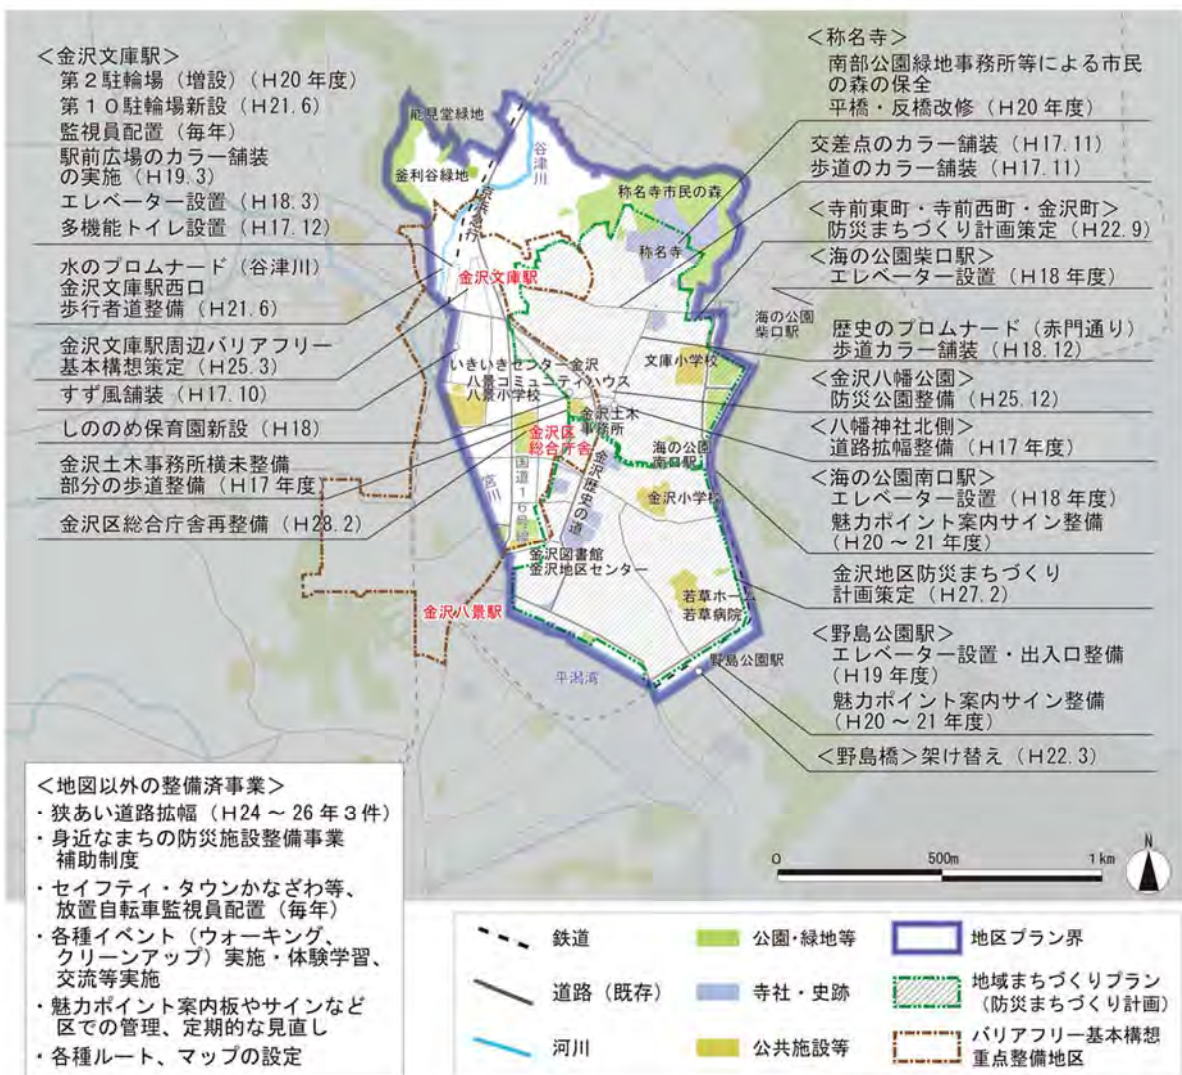 <金沢文庫駅>
第2駐輪場（増設）（H20年度）
第10駐輪場新設（H21.6）
監視員配置（毎年）
駅前広場のカラー舗装
の実施（H19.3）
エレベーター設置（H18.3）
多機能トイレ設置（H17.12）
水のプロムナード（谷津川）
金沢文庫駅西口
歩行者道整備（H21.6）
金沢文庫駅周辺バリアフリー
基本構想策定（H25.3）
すず風舗装（H17.10）
しののめ保育園新設（H18）
金沢土木事務所横未整備
部分の歩道整備（H17年度）
金沢区総合庁舎再整備（H28.2）
能見堂緑地
谷津川
釜利谷緑地
京浜急行
称名寺市民の森
称名寺
金沢文庫駅
海の公園
柴口駅
文庫小学校
いきいきセンター金沢
八景コミュニティハウス
八景小学校
金沢土木
事務所
金沢区
総合庁舎
海の公園
南口駅
国道16号線
宮川
金沢歴史の道
金沢小学校
金沢図書館
金沢地区センター
若草ホーム
若草病院
金沢八景駅
野島公園駅
平潟湾
<称名寺>
南部公園緑地事務所等による市民
の森の保全
平橋・反橋改修（H20年度）
交差点のカラー舗装（H17.11）
歩道のカラー舗装（H17.11）
<寺前東町・寺前西町・金沢町>
防災まちづくり計画策定（H22.9）
<海の公園柴口駅>
エレベーター設置（H18年度）
歴史のプロムナード（赤門通り）
歩道カラー舗装（H18.12）
<金沢八幡公園>
防災公園整備（H25.12）
<八幡神社北側>
道路拡幅整備（H17年度）
<海の公園南口駅>
エレベーター設置（H18年度）
魅力ポイント案内サイン整備
（H20～21年度）
金沢地区防災まちづくり
計画策定（H27.2）
<野島公園駅>
エレベーター設置・出入口整備
（H19年度）
魅力ポイント案内サイン整備
（H20～21年度）
<野島橋>架け替え（H22.3）
<地図以外の整備済事業>
・狭あい道路拡幅（H24～26年3件）
・身近なまちの防災施設整備事業
補助制度
・セイフティ・タウンかなざわ等、
放置自転車監視員配置（毎年）
・各種イベント（ウォーキング、
クリーンアップ）実施・体験学習、
交流等実施
・魅力ポイント案内板やサインなど
区での管理、定期的な見直し
・各種ルート、マップの設定
0 500m 1km
N
鉄道
公園・緑地等
地区プラン界
道路（既存）
寺社・史跡
地域まちづくりプラン
（防災まちづくり計画）
河川
公共施設等
バリアフリー基本構想
重点整備地区